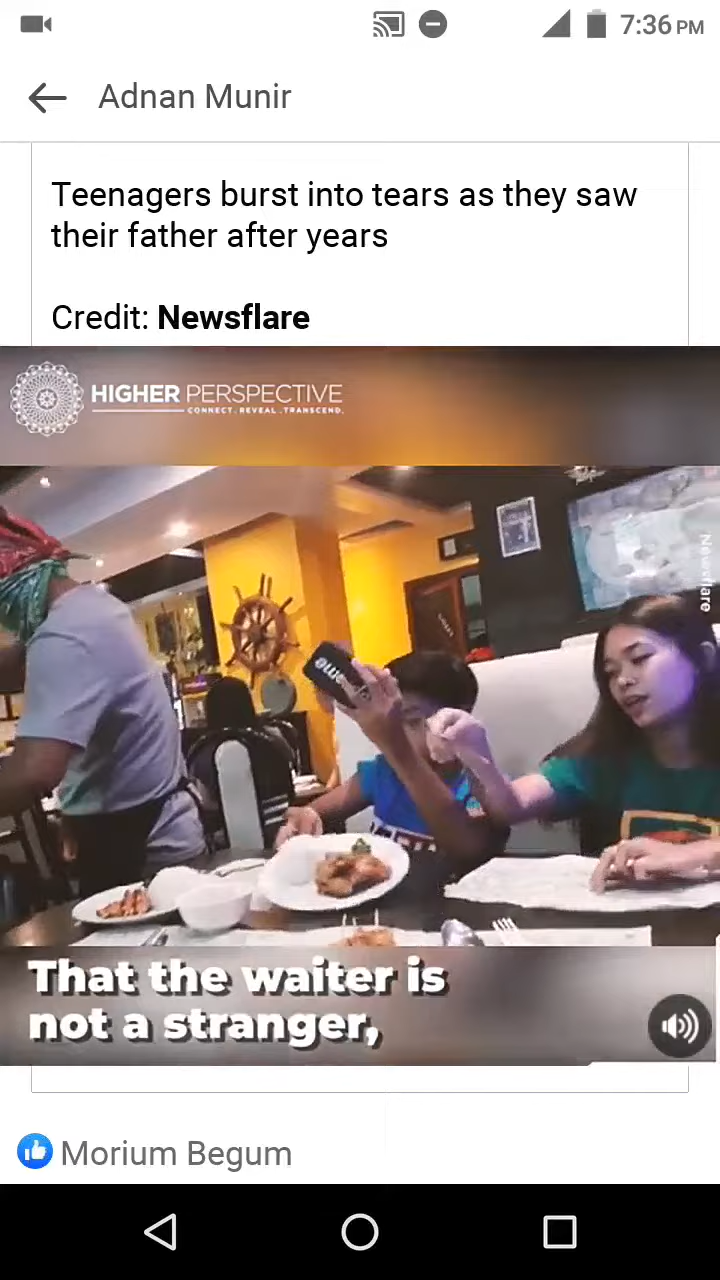 7:36 PM
Adnan Munir
Teenagers burst into tears as they saw
their father after years
Credit: Newsflare
HIGHER PERSPECTIVE
CONNECT. REVEAL .TRANSCEND.
Newsflare
That the waiter is
not a stranger,
Morium Begum